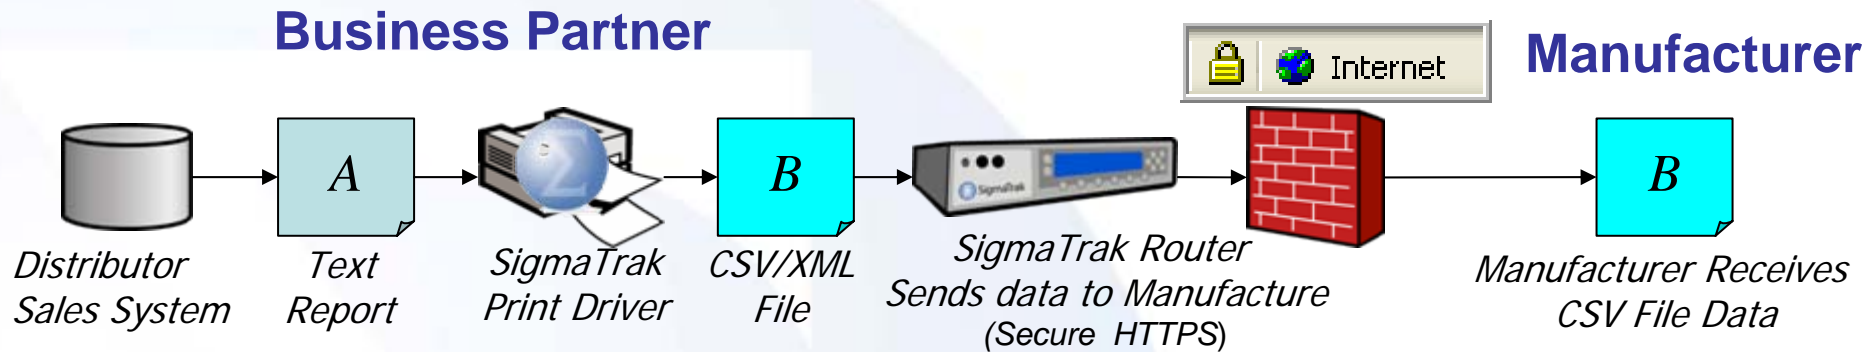 Business Partner
Internet
Manufacturer
A
Σ
B
SigmaTrak
B
Distributor
Sales System
Text
Report
SigmaTrak
Print Driver
CSV/XML
File
SigmaTrak Router
Sends data to Manufacture
(Secure HTTPS)
Manufacturer Receives
CSV File Data